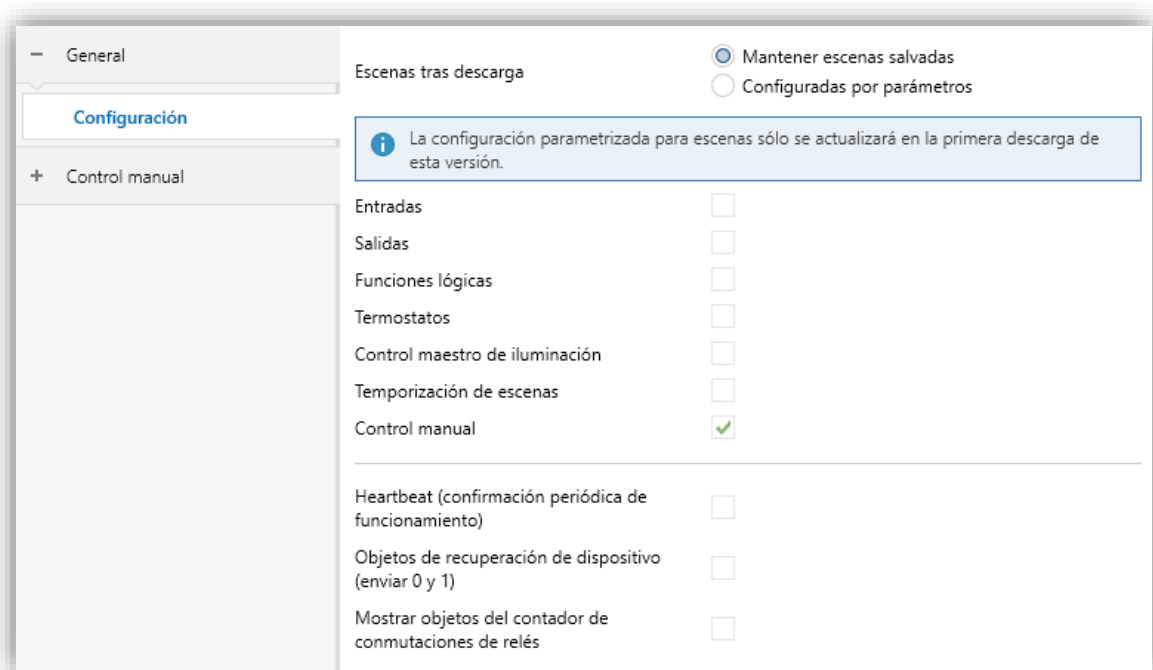 General
Configuración
Control manual
Escenas tras descarga
Mantener escenas salvadas
Configuradas por parámetros
La configuración parametrizada para escenas sólo se actualizará en la primera descarga de
esta versión.
Entradas
Salidas
Funciones lógicas
Termostatos
Control maestro de iluminación
Temporización de escenas
Control manual
Heartbeat (confirmación periódica de
funcionamiento)
Objetos de recuperación de dispositivo
(enviar 0 y 1)
Mostrar objetos del contador de
conmutaciones de relés